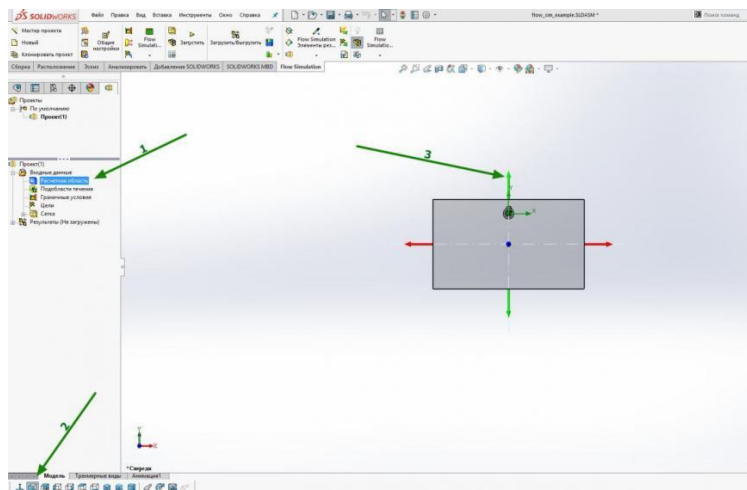 SOLIDWORKS
Файл Правка Вид Вставка Инструменты Окно Справка
flow_sim_example.SLDASM *
Поиск команд
Мастер проекта
Новый
Клонировать проект
Общие настройки
Flow Simulati...
Запустить
Загрузить/Выгрузить
Flow Simulation Элементы рез...
Flow Simulatio...
Сборка Расположение Эскиз Анализировать Добавления SOLIDWORKS SOLIDWORKS MBD Flow Simulation
Проекты
По умолчанию
Проект(1)
Проект(1)
Входные данные
Расчетная область
Подобласти течения
Граничные условия
Цели
Сетка
Результаты (Не загружены)
1
2
3
Y
X
Y
X
*Спереди
Модель Трехмерные виды Анимация1